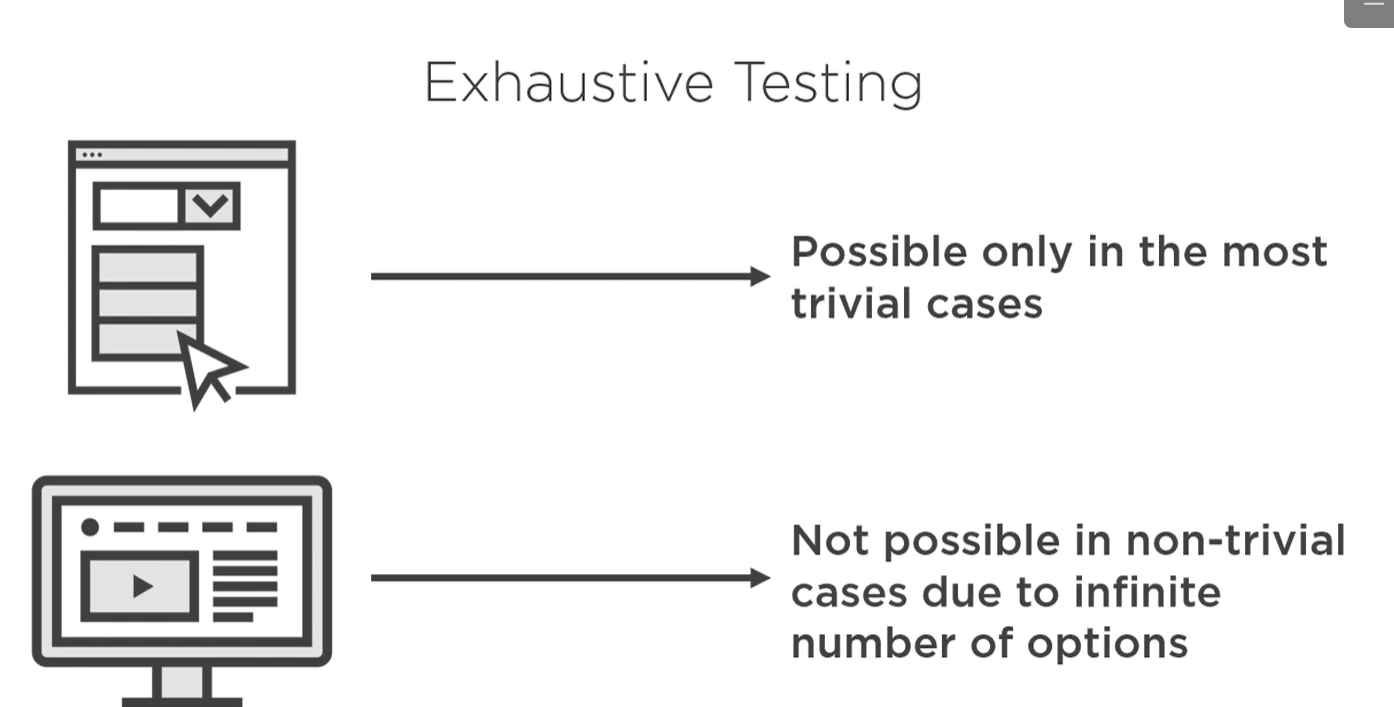 Exhaustive Testing
Possible only in the most
trivial cases
Not possible in non-trivial
cases due to infinite
number of options